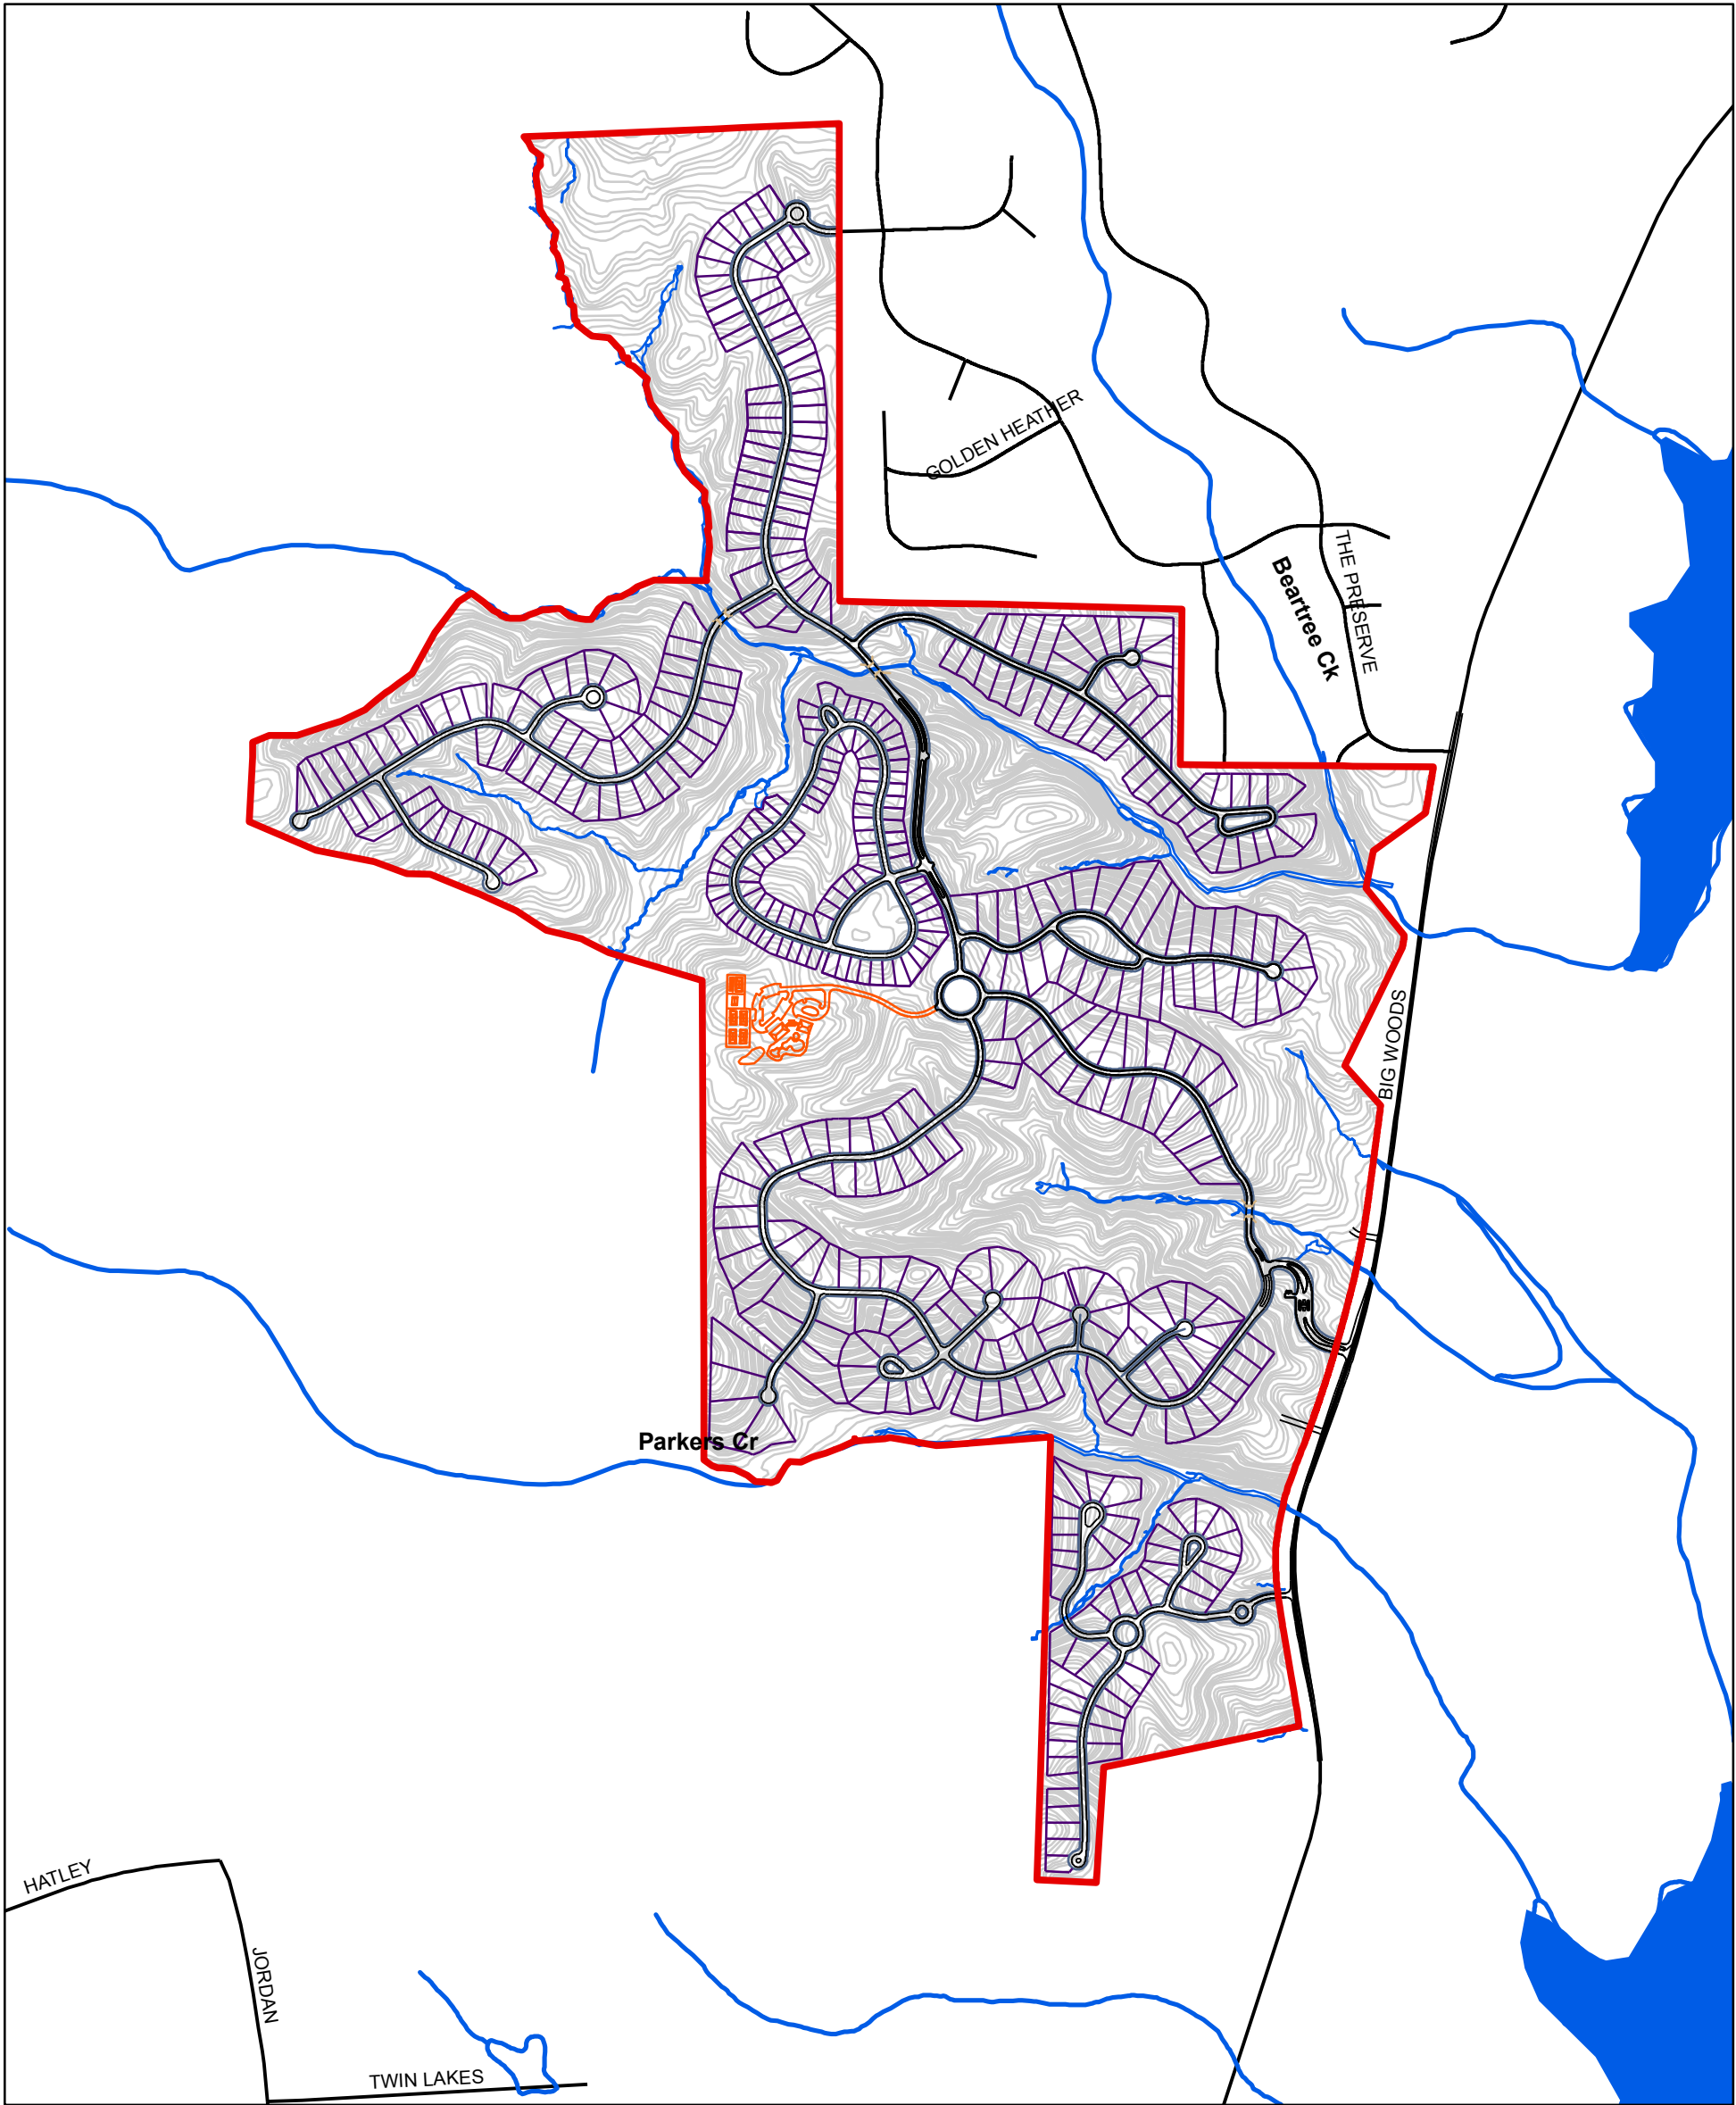 GOLDEN HEATHER
THE PRESERVE
Beartree Ck
BIG WOODS
Parkers Cr
HATLEY
JORDAN
TWIN LAKES